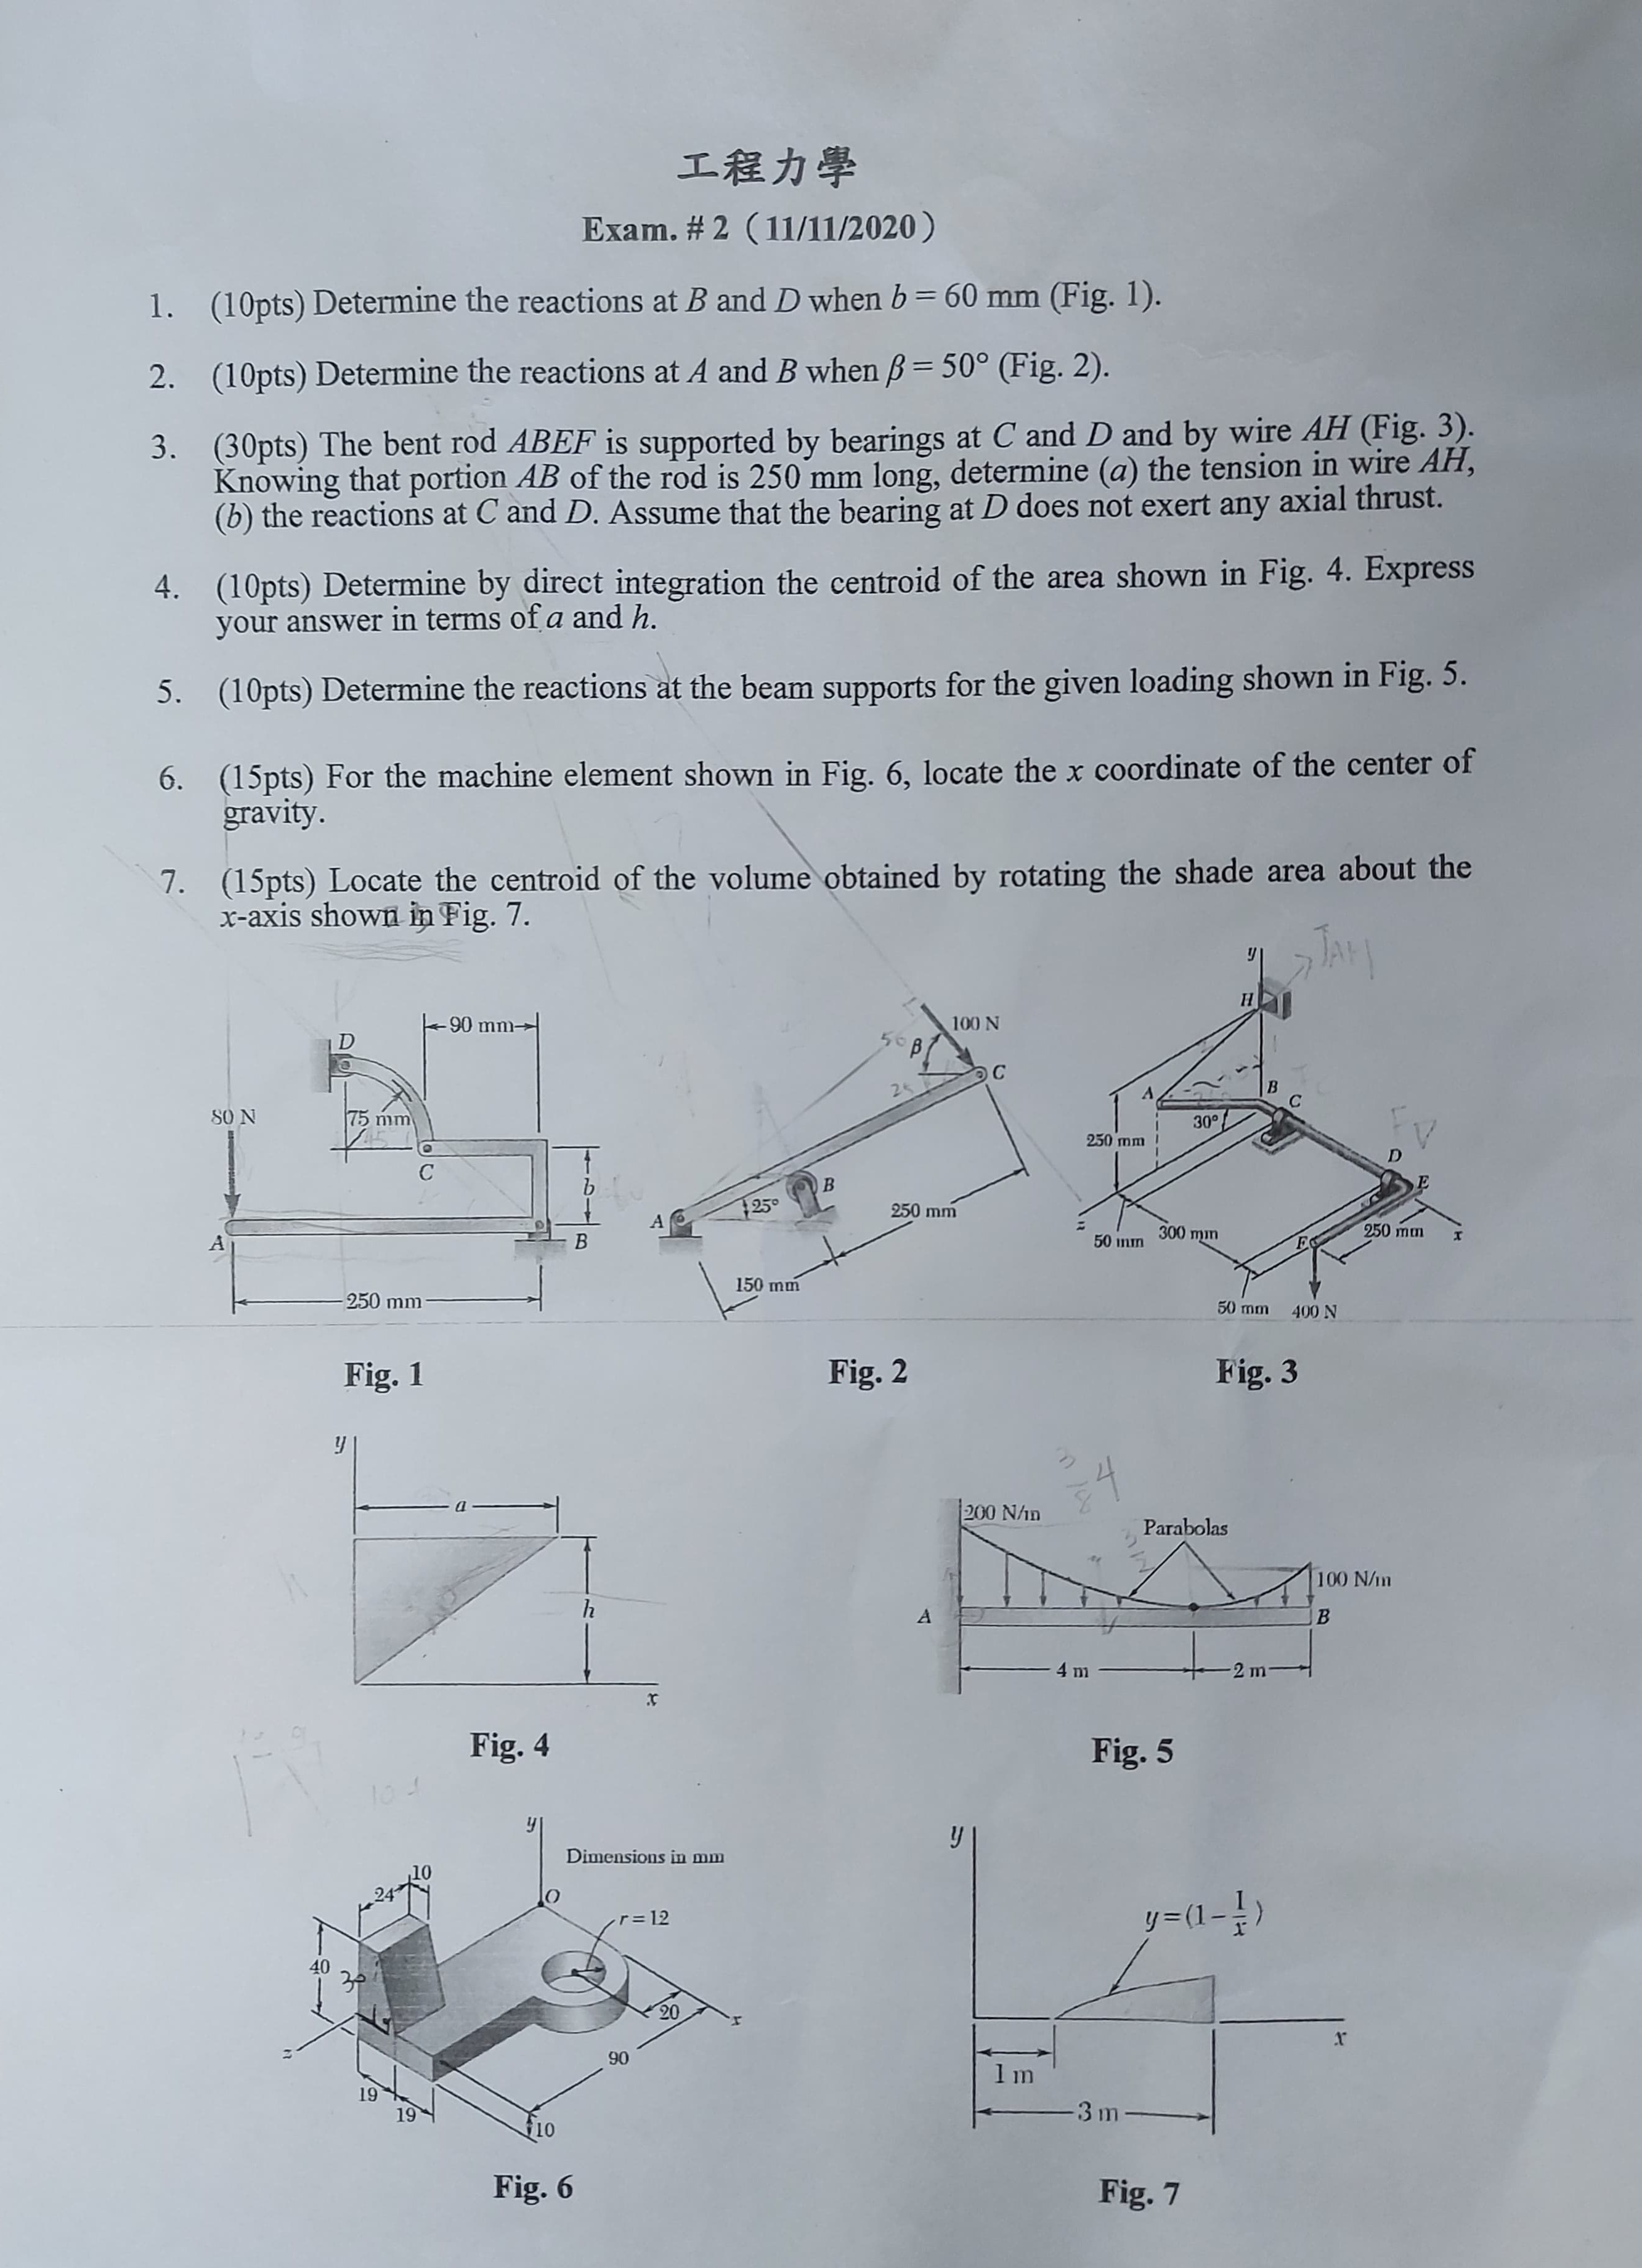 工程力學
Exam. # 2 (11/11/2020)
1. (10pts) Determine the reactions at B and D when b = 60 mm (Fig. 1).
2. (10pts) Determine the reactions at A and B when β = 50° (Fig. 2).
3. (30pts) The bent rod ABEF is supported by bearings at C and D and by wire AH (Fig. 3).
Knowing that portion AB of the rod is 250 mm long, determine (a) the tension in wire AH,
(b) the reactions at C and D. Assume that the bearing at D does not exert any axial thrust.
4. (10pts) Determine by direct integration the centroid of the area shown in Fig. 4. Express
your answer in terms of a and h.
5. (10pts) Determine the reactions at the beam supports for the given loading shown in Fig. 5.
6. (15pts) For the machine element shown in Fig. 6, locate the x coordinate of the center of
gravity.
7. (15pts) Locate the centroid of the volume obtained by rotating the shade area about the
x-axis shown in Fig. 7.
D
90 mm
80 N
75 mm
C
b
A
B
250 mm
Fig. 1
100 N
50
β
C
25
B
A
25°
250 mm
150 mm
Fig. 2
y
TAH
H
A
B
C
30°
250 mm
FD
D
E
z
50 mm
300 mm
F
250 mm
x
50 mm
400 N
Fig. 3
y
a
h
x
Fig. 4
200 N/m
Parabolas
100 N/m
A
B
4 m
2 m
Fig. 5
y
Dimensions in mm
10
24
O
r = 12
40
30
20
x
z
90
19
19
10
Fig. 6
y
y=(1-1/x)
x
1 m
3 m
Fig. 7